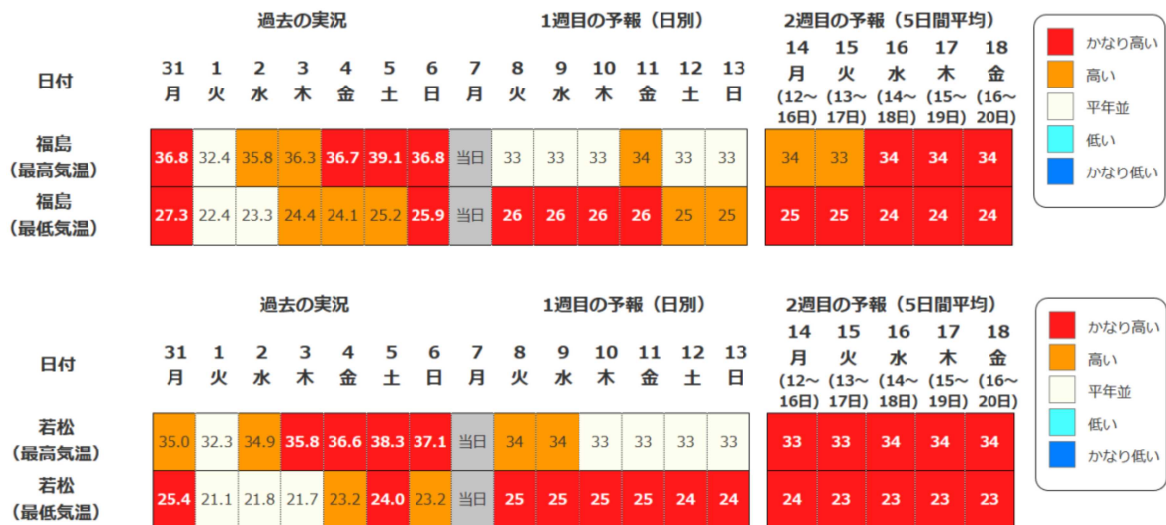 過去の実況 1週目の予報（日別） 2週目の予報（5日間平均）
日付 31 1 2 3 4 5 6 7 8 9 10 11 12 13 14 15 16 17 18
月 火 水 木 金 土 日 月 火 水 木 金 土 日 月 火 水 木 金
(12～16日) (13～17日) (14～18日) (15～19日) (16～20日)
福島（最高気温） 36.8 32.4 35.8 36.3 36.7 39.1 36.8 当日 33 33 33 34 33 33 34 33 34 34 34
福島（最低気温） 27.3 22.4 23.3 24.4 24.1 25.2 25.9 当日 26 26 26 26 25 25 25 25 24 24 24
かなり高い
高い
平年並
低い
かなり低い
過去の実況 1週目の予報（日別） 2週目の予報（5日間平均）
日付 31 1 2 3 4 5 6 7 8 9 10 11 12 13 14 15 16 17 18
月 火 水 木 金 土 日 月 火 水 木 金 土 日 月 火 水 木 金
(12～16日) (13～17日) (14～18日) (15～19日) (16～20日)
若松（最高気温） 35.0 32.3 34.9 35.8 36.6 38.3 37.1 当日 34 34 33 33 33 33 33 33 34 34 34
若松（最低気温） 25.4 21.1 21.8 21.7 23.2 24.0 23.2 当日 25 25 25 25 24 24 24 23 23 23 23
かなり高い
高い
平年並
低い
かなり低い